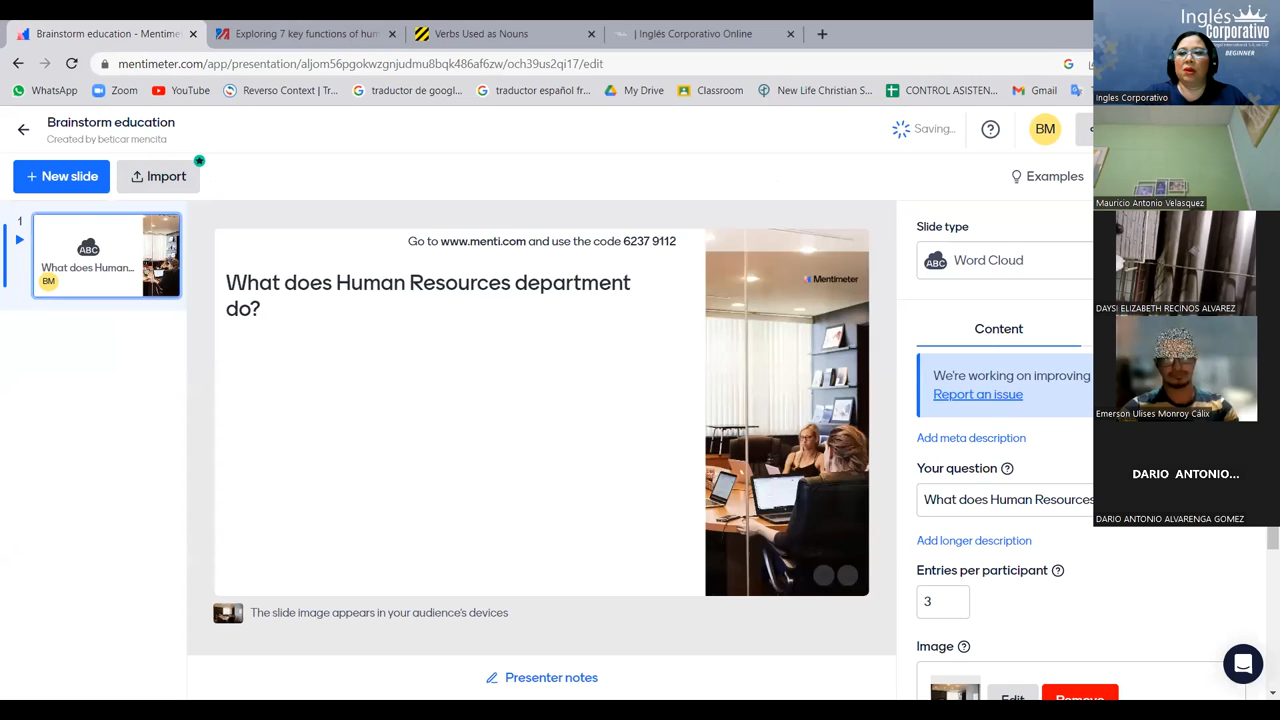 Brainstorm education - Mentime
Exploring 7 key functions of hum
Verbs Used as Nouns
| Inglés Corporativo Online
mentimeter.com/app/presentation/
/edit
WhatsApp
Zoom
YouTube
Reverso Context | Tr...
traductor de googl...
traductor español fr...
My Drive
Classroom
New Life Christian S...
CONTROL ASISTEN...
Gmail
Brainstorm education
Created by beticar mencita
Saving...
BM
+ New slide
Import
Examples
1
ABC
What does Human...
BM
Go to www.menti.com and use the code 6237 9112
What does Human Resources department
do?
Mentimeter
The slide image appears in your audience's devices
Presenter notes
Slide type
ABC
Word Cloud
Content
We're working on improving
Report an issue
Add meta description
Your question
What does Human Resources
Add longer description
Entries per participant
3
Image
Edit
Remove
Inglés
Corporativo
BEGINNER
Ingles Corporativo
Mauricio Antonio Velasquez
DAYSI ELIZABETH RECINOS ALVAREZ
Emerson Ulises Monroy Cálix
DARIO ANTONIO...
DARIO ANTONIO ALVARENGA GOMEZ